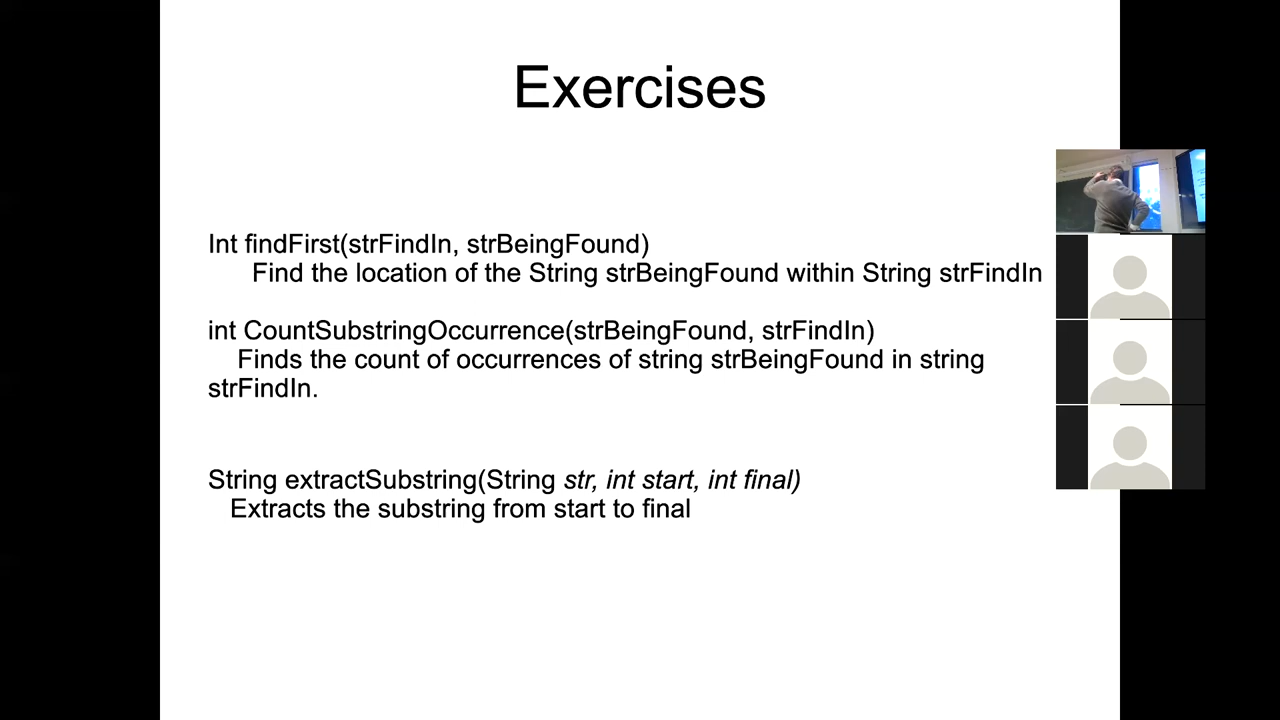 Exercises
Int findFirst(strFindIn, strBeingFound)
Find the location of the String strBeingFound within String strFindIn
int CountSubstringOccurrence(strBeingFound, strFindIn)
Finds the count of occurrences of string strBeingFound in string
strFindIn.
String extractSubstring(String str, int start, int final)
Extracts the substring from start to final